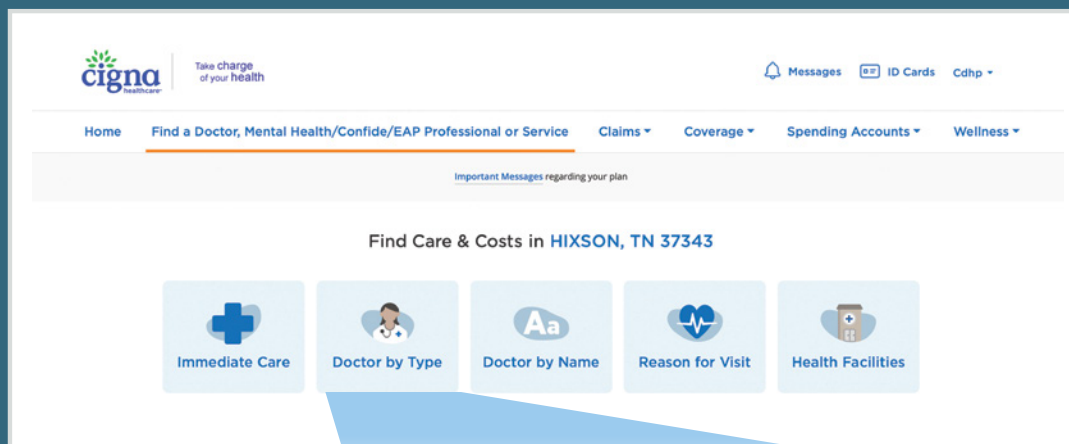 cigna
healthcare
Take charge
of your health
Messages ID Cards Cdhp
Home Find a Doctor, Mental Health/Confide/EAP Professional or Service Claims Coverage Spending Accounts Wellness
Important Messages regarding your plan
Find Care & Costs in HIXSON, TN 37343
Aa
Immediate Care Doctor by Type Doctor by Name Reason for Visit Health Facilities